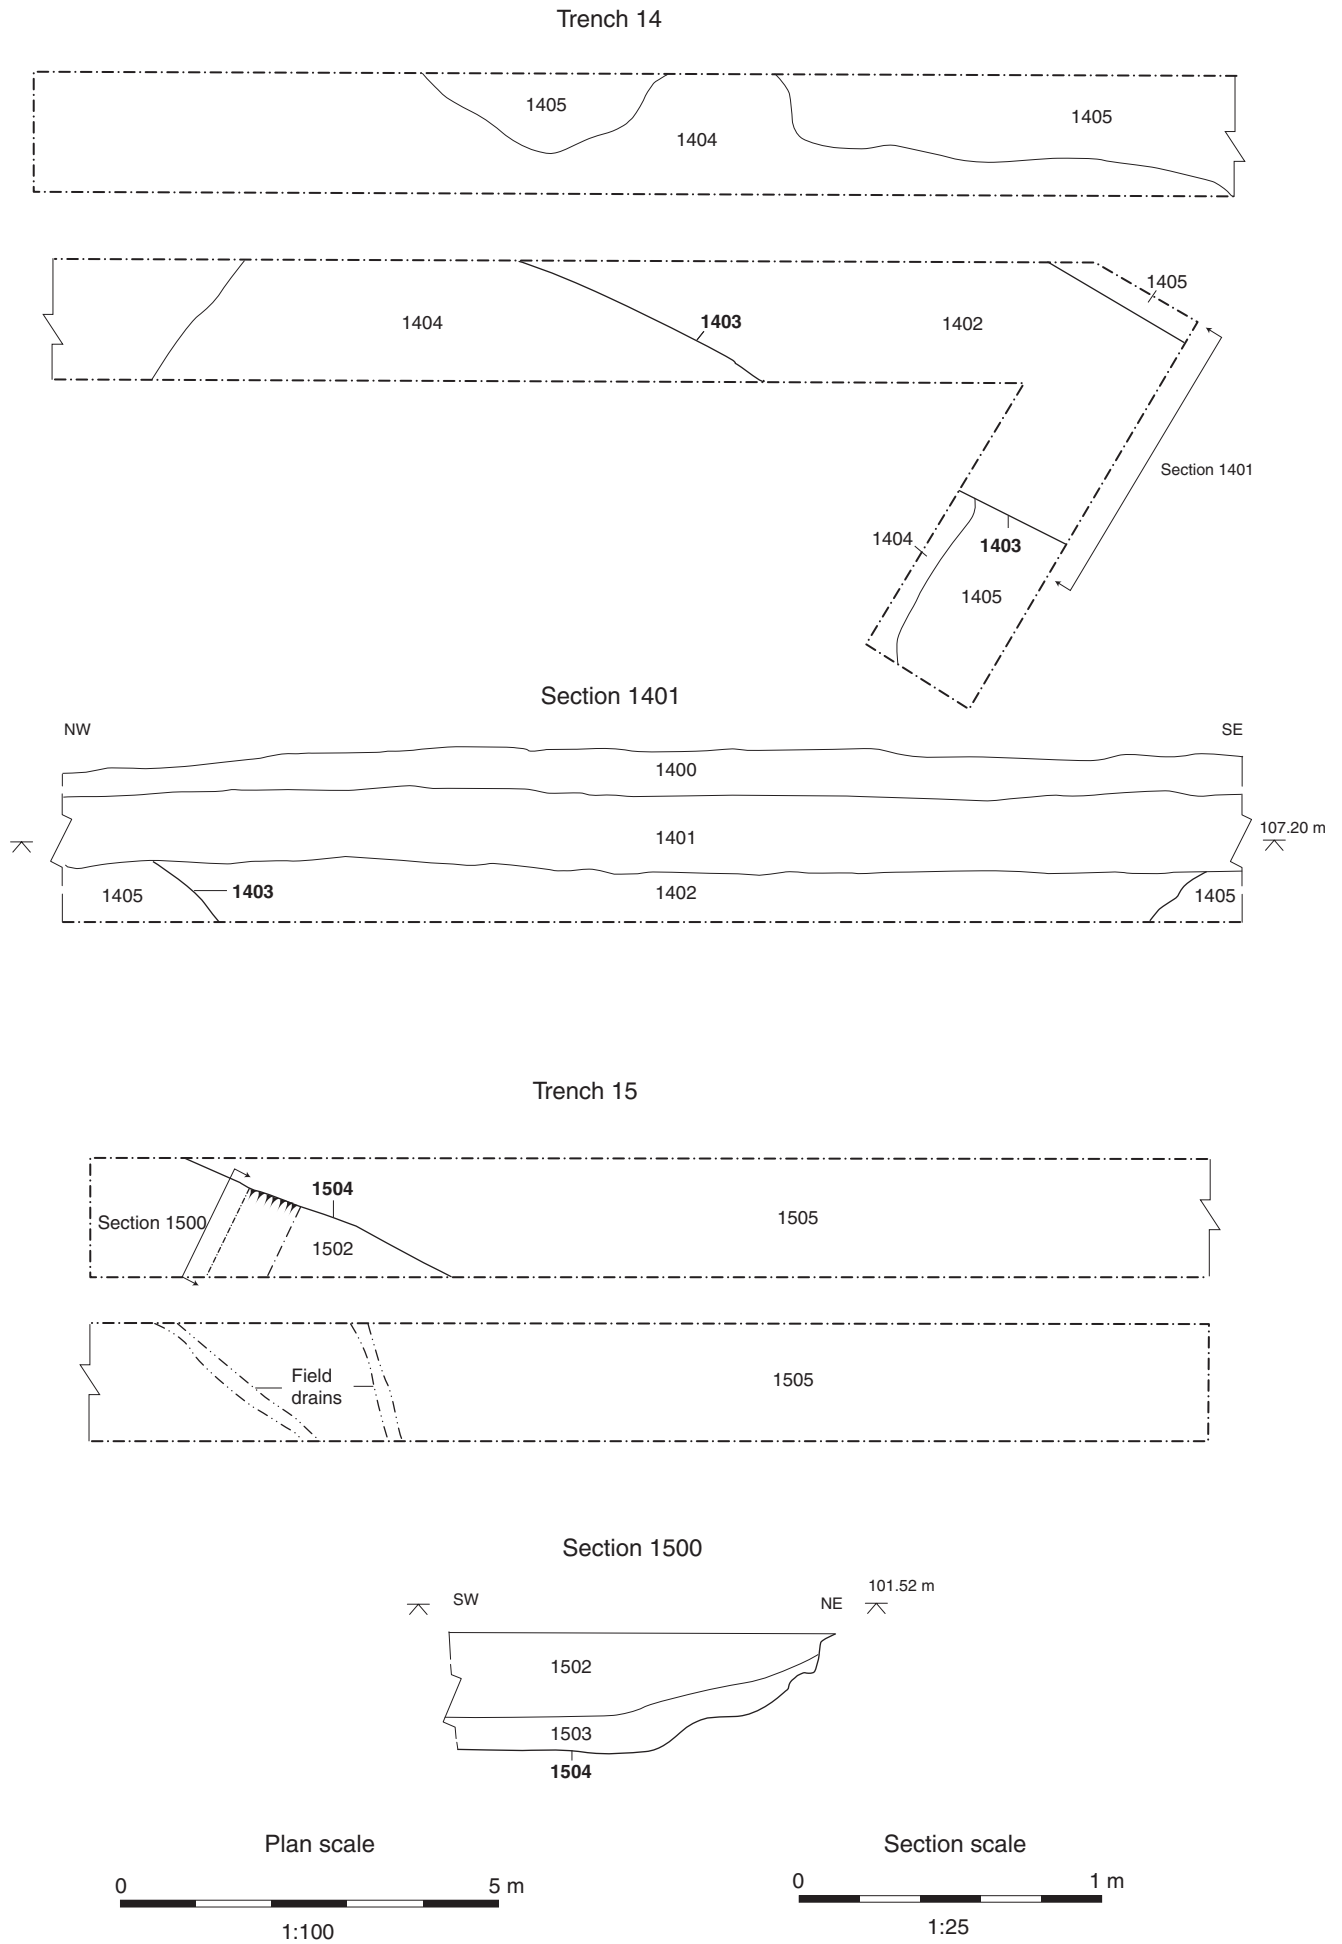 Trench 14
1405
1405
1404
1405
1404
1403
1402
Section 1401
1404
1403
1405
Section 1401
NW
SE
1400
1401
107.20 m
1405
1403
1402
1405
Trench 15
1504
Section 1500
1505
1502
Field
drains
1505
Section 1500
SW
NE
101.52 m
1502
1503
1504
Plan scale
0
5 m
1:100
Section scale
0
1 m
1:25